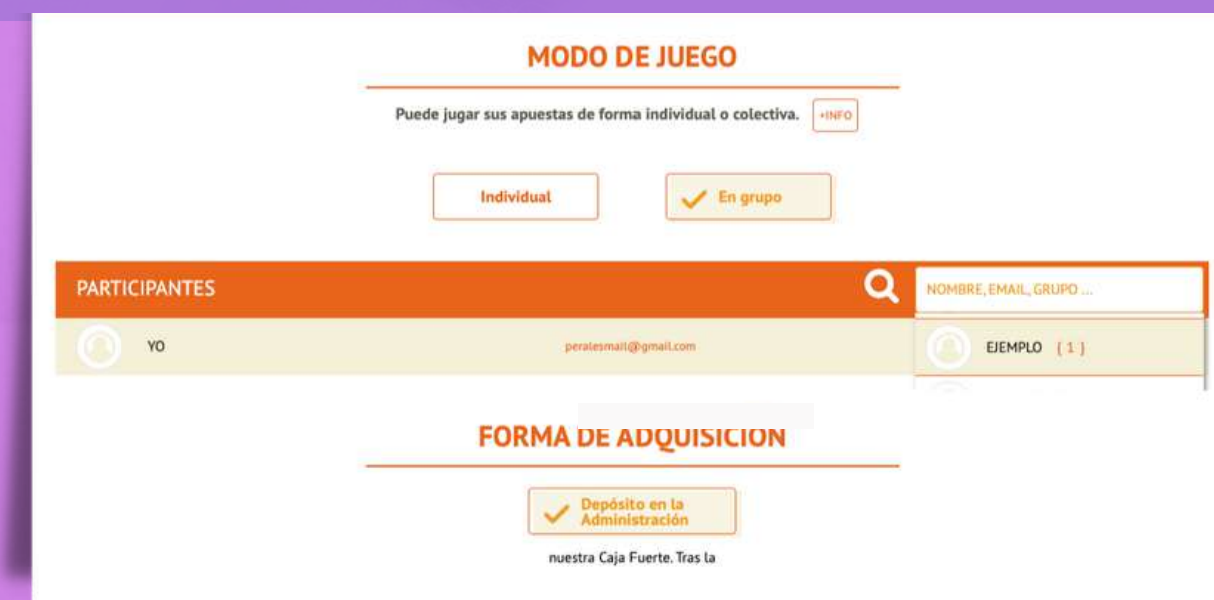 MODO DE JUEGO
Puede jugar sus apuestas de forma individual o colectiva. +INFO
Individual
En grupo
PARTICIPANTES
NOMBRE, EMAIL, GRUPO ...
YO
peralesmail@gmail.com
EJEMPLO { 1 }
FORMA DE ADQUISICIÓN
Depósito en la
Administración
nuestra Caja Fuerte. Tras la